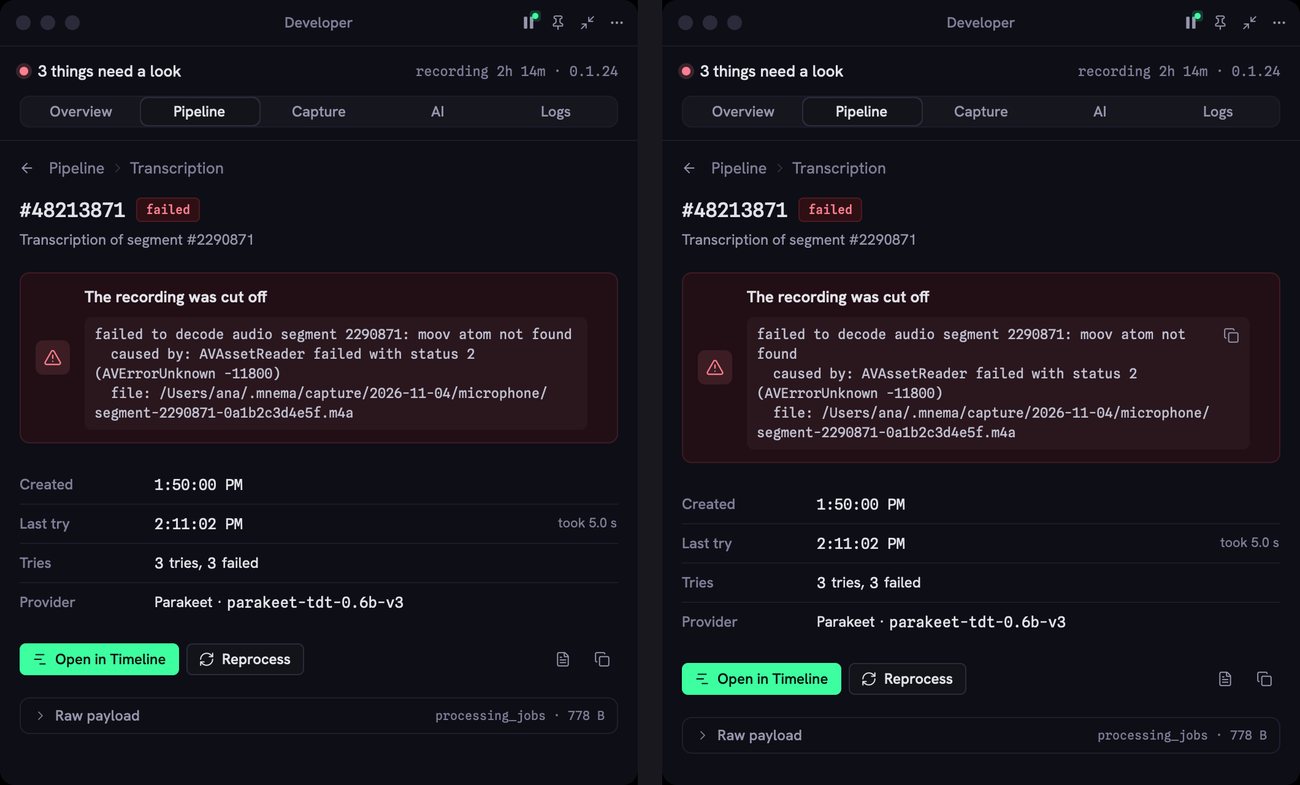 Developer
3 things need a look
recording 2h 14m · 0.1.24
Overview Pipeline Capture AI Logs
Pipeline Transcription
#48213871 failed
Transcription of segment #2290871
The recording was cut off
failed to decode audio segment 2290871: moov atom not found
caused by: AVAssetReader failed with status 2
(AVErrorUnknown -11800)
file: /Users/ana/.mnema/capture/2026-11-04/microphone/
segment-2290871-0a1b2c3d4e5f.m4a
Created 1:50:00 PM
Last try 2:11:02 PM took 5.0 s
Tries 3 tries, 3 failed
Provider Parakeet · parakeet-tdt-0.6b-v3
Open in Timeline Reprocess
Raw payload processing_jobs · 778 B
Developer
3 things need a look
recording 2h 14m · 0.1.24
Overview Pipeline Capture AI Logs
Pipeline Transcription
#48213871 failed
Transcription of segment #2290871
The recording was cut off
failed to decode audio segment 2290871: moov atom not
found
caused by: AVAssetReader failed with status 2
(AVErrorUnknown -11800)
file: /Users/ana/.mnema/capture/2026-11-04/microphone/
segment-2290871-0a1b2c3d4e5f.m4a
Created 1:50:00 PM
Last try 2:11:02 PM took 5.0 s
Tries 3 tries, 3 failed
Provider Parakeet · parakeet-tdt-0.6b-v3
Open in Timeline Reprocess
Raw payload processing_jobs · 778 B